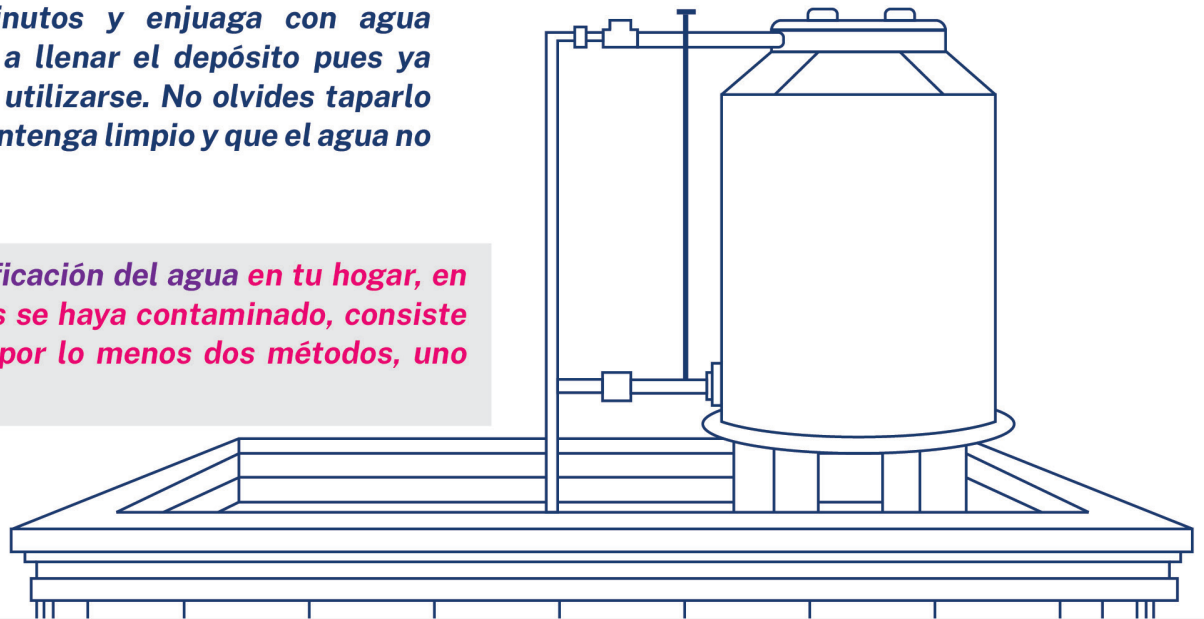 inutos y enjuaga con agua
a llenar el depósito pues ya
utilizarse. No olvides taparlo
ntenga limpio y que el agua no
ficación del agua en tu hogar, en
s se haya contaminado, consiste
por lo menos dos métodos, uno